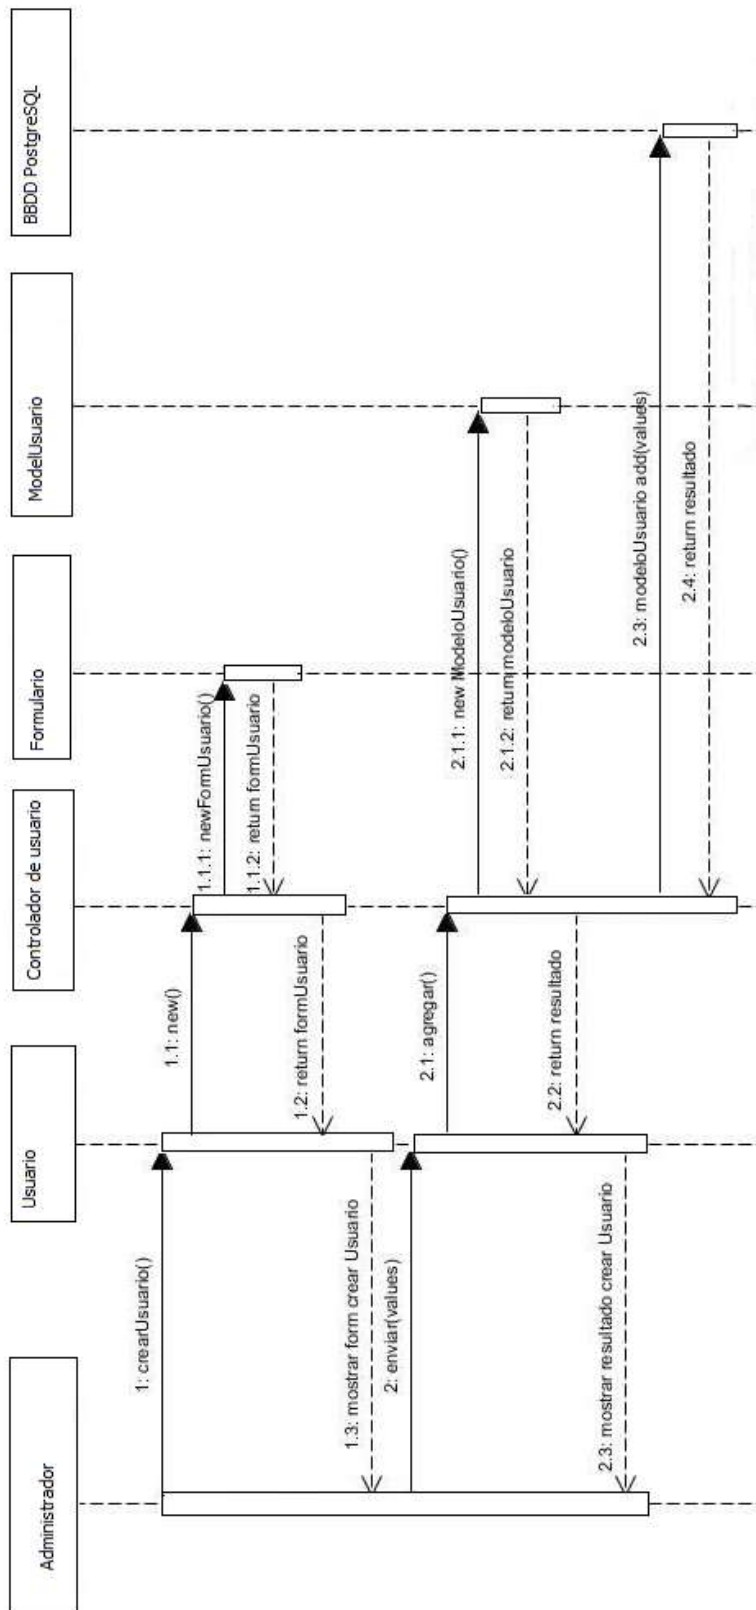 Administrador
Usuario
Controlador de usuario
Formulario
ModelUsuario
BBDD PostgreSQL
1: crearUsuario()
1.1: new()
1.1.1: newFormUsuario()
1.1.2: return formUsuario
1.2: return formUsuario
1.3: mostrar form crear Usuario
2: enviar(values)
2.1: agregar()
2.1.1: new ModeloUsuario()
2.1.2: return modeloUsuario
2.2: return resultado
2.3: mostrar resultado crear Usuario
2.3: modeloUsuario add(values)
2.4: return resultado